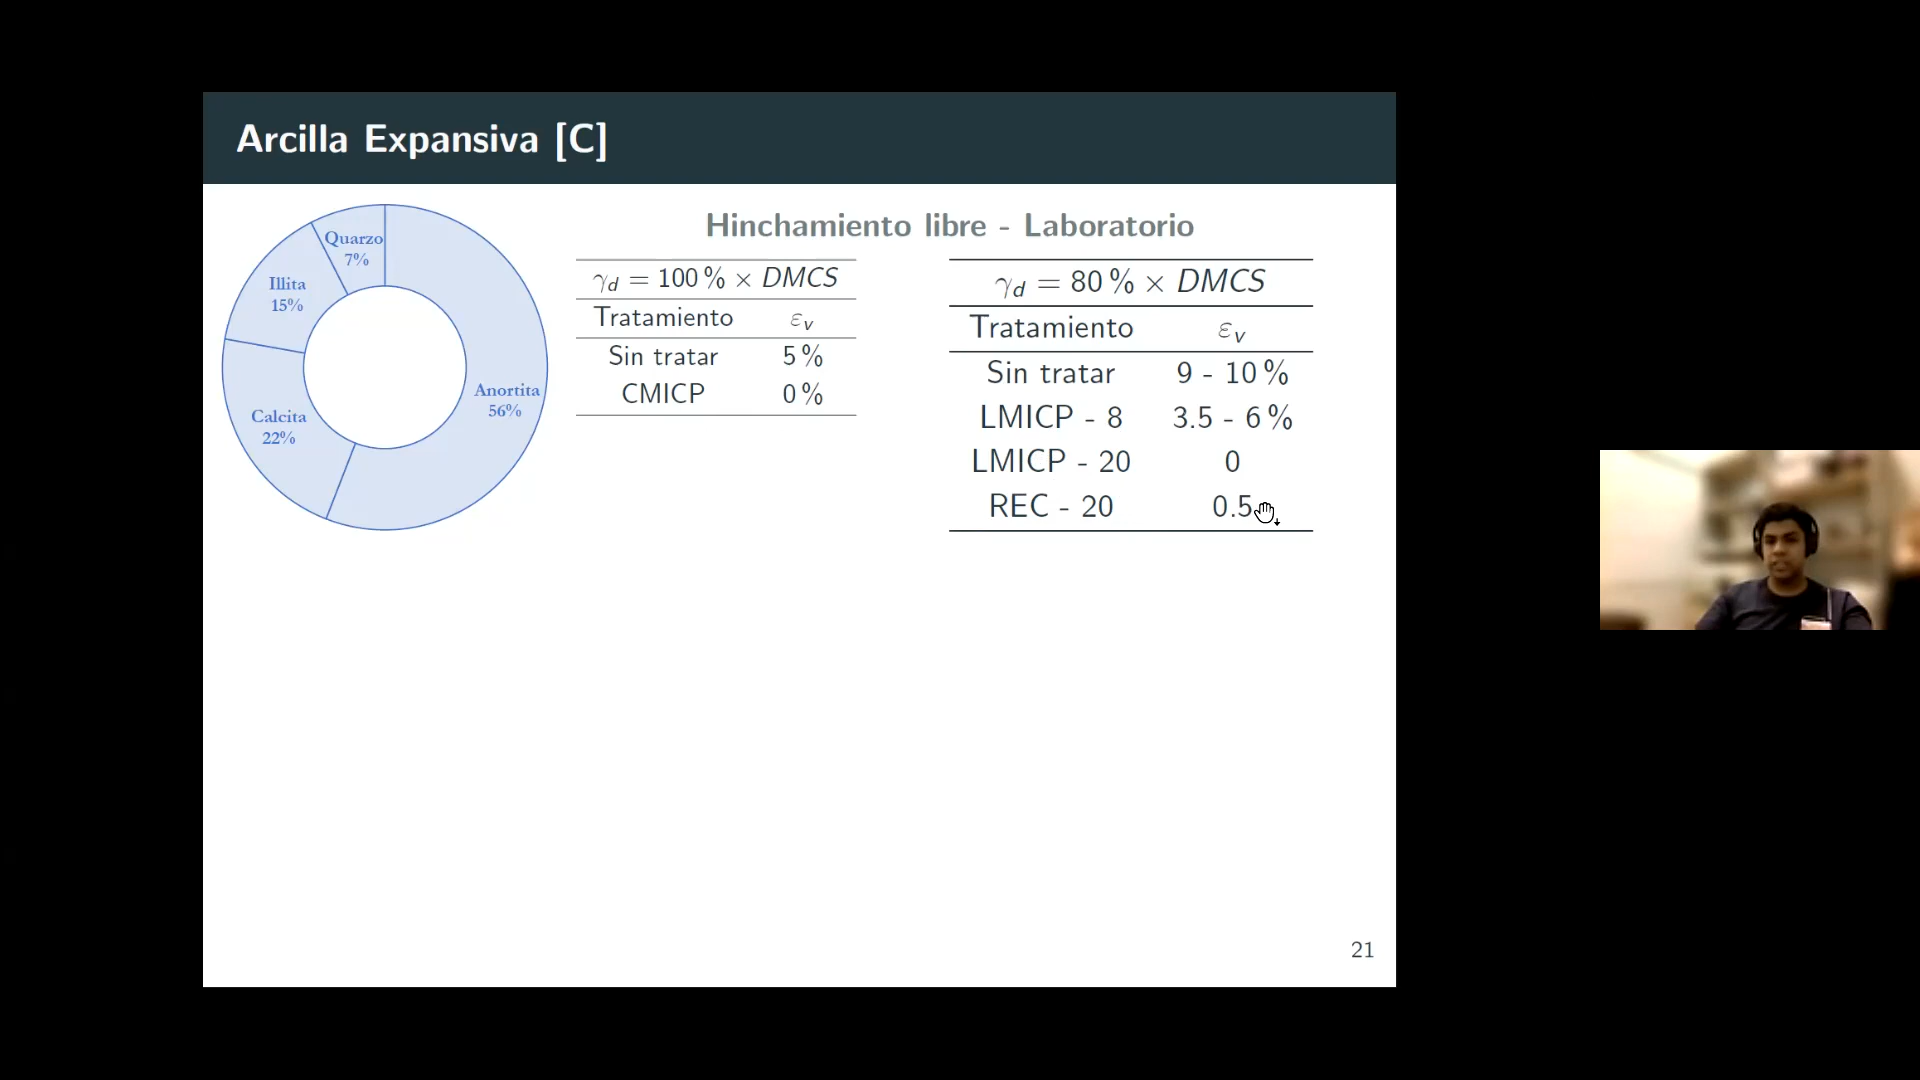 Arcilla Expansiva [C]
Quarzo
7%
Illita
15%
Calcita
22%
Anortita
56%
Hinchamiento libre - Laboratorio
γd = 100 % × DMCS
Tratamiento εv
Sin tratar 5 %
CMICP 0 %
γd = 80 % × DMCS
Tratamiento εv
Sin tratar 9 - 10 %
LMICP - 8 3.5 - 6 %
LMICP - 20 0
REC - 20 0.5
21